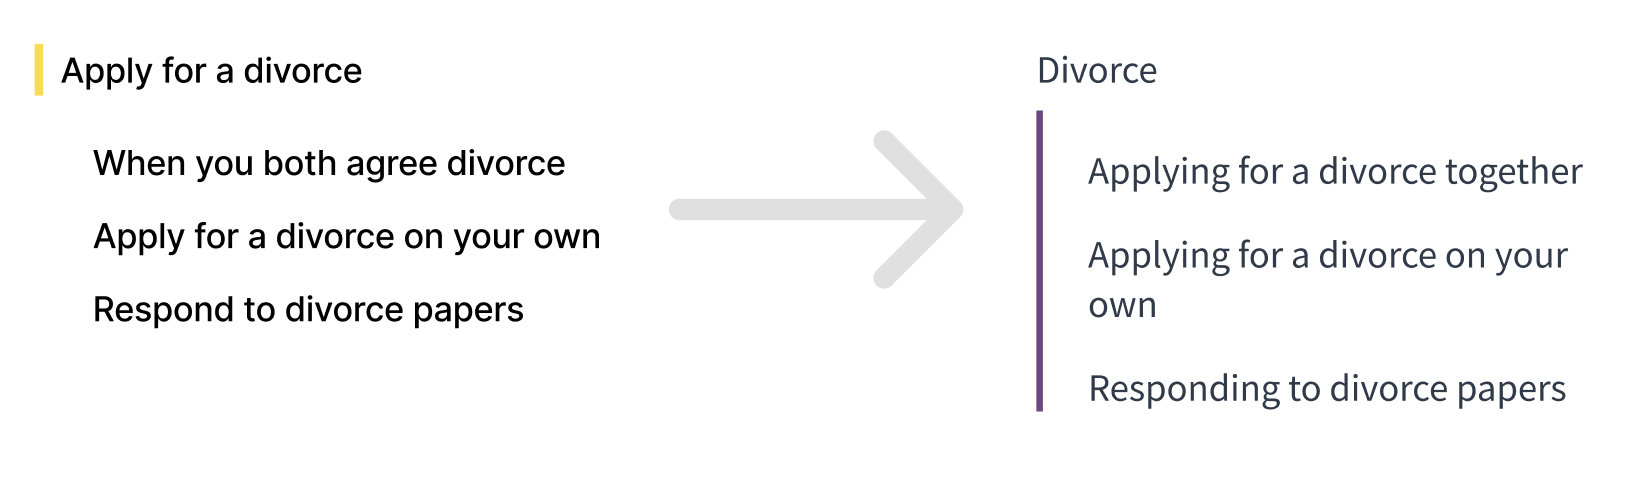 Apply for a divorce
When you both agree divorce
Apply for a divorce on your own
Respond to divorce papers
Divorce
Applying for a divorce together
Applying for a divorce on your
own
Responding to divorce papers